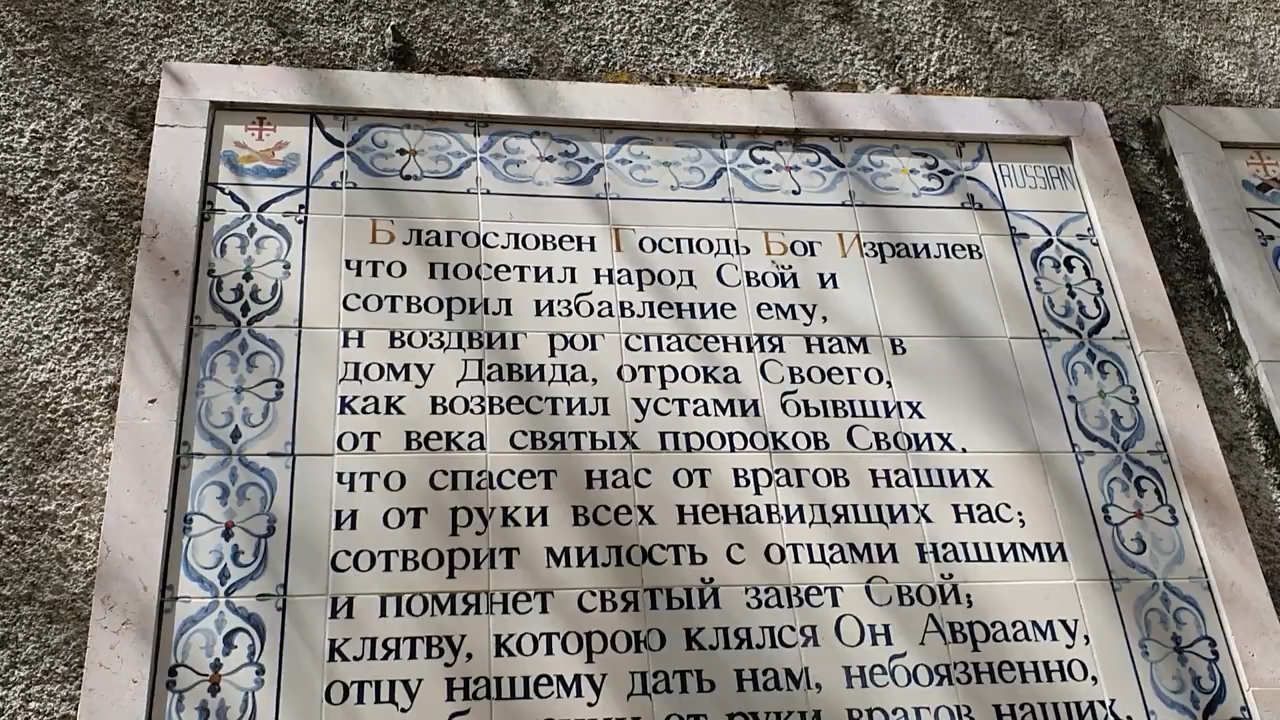 RUSSIAN
Благословен Господь Бог Израилев
что посетил народ Свой и
сотворил избавление ему,
н воздвиг рог спасения нам в
дому Давида, отрока Своего,
как возвестил устами бывших
от века святых пророков Своих,
что спасет нас от врагов наших
и от руки всех ненавидящих нас;
сотворит милость с отцами нашими
и помянет святый завет Свой;
клятву, которою клялся Он Аврааму,
отцу нашему дать нам, небоязненно,
от руки врагов наших,